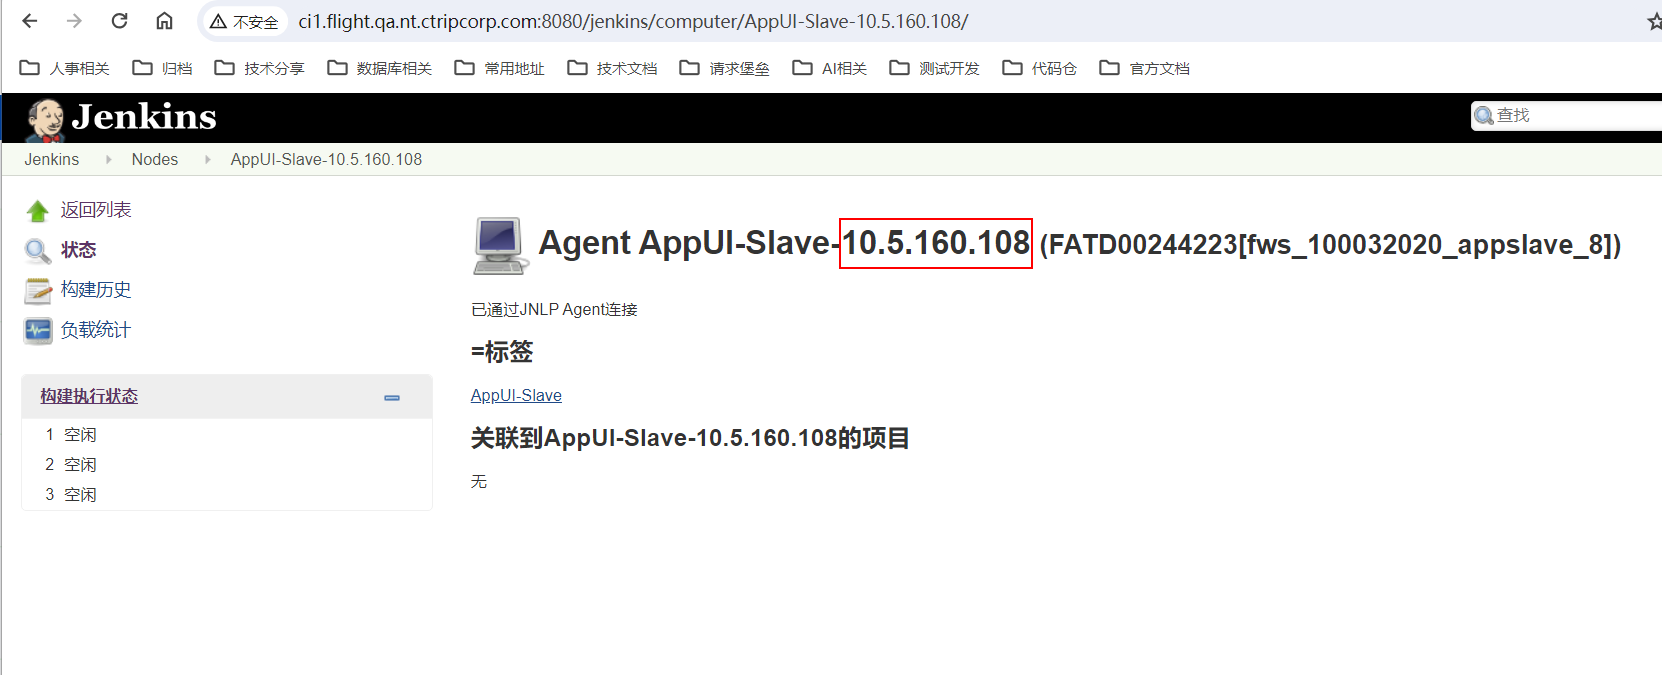 不安全 ci1.flight.qa.nt.ctripcorp.com:8080/jenkins/computer/AppUI-Slave-10.5.160.108/
人事相关 归档 技术分享 数据库相关 常用地址 技术文档 请求堡垒 AI相关 测试开发 代码仓 官方文档
Jenkins 查找
Jenkins Nodes AppUI-Slave-10.5.160.108
返回列表
状态
构建历史
负载统计
构建执行状态
1 空闲
2 空闲
3 空闲
Agent AppUI-Slave-10.5.160.108 (FATD00244223[fws_100032020_appslave_8])
已通过JNLP Agent连接
=标签
AppUI-Slave
关联到AppUI-Slave-10.5.160.108的项目
无